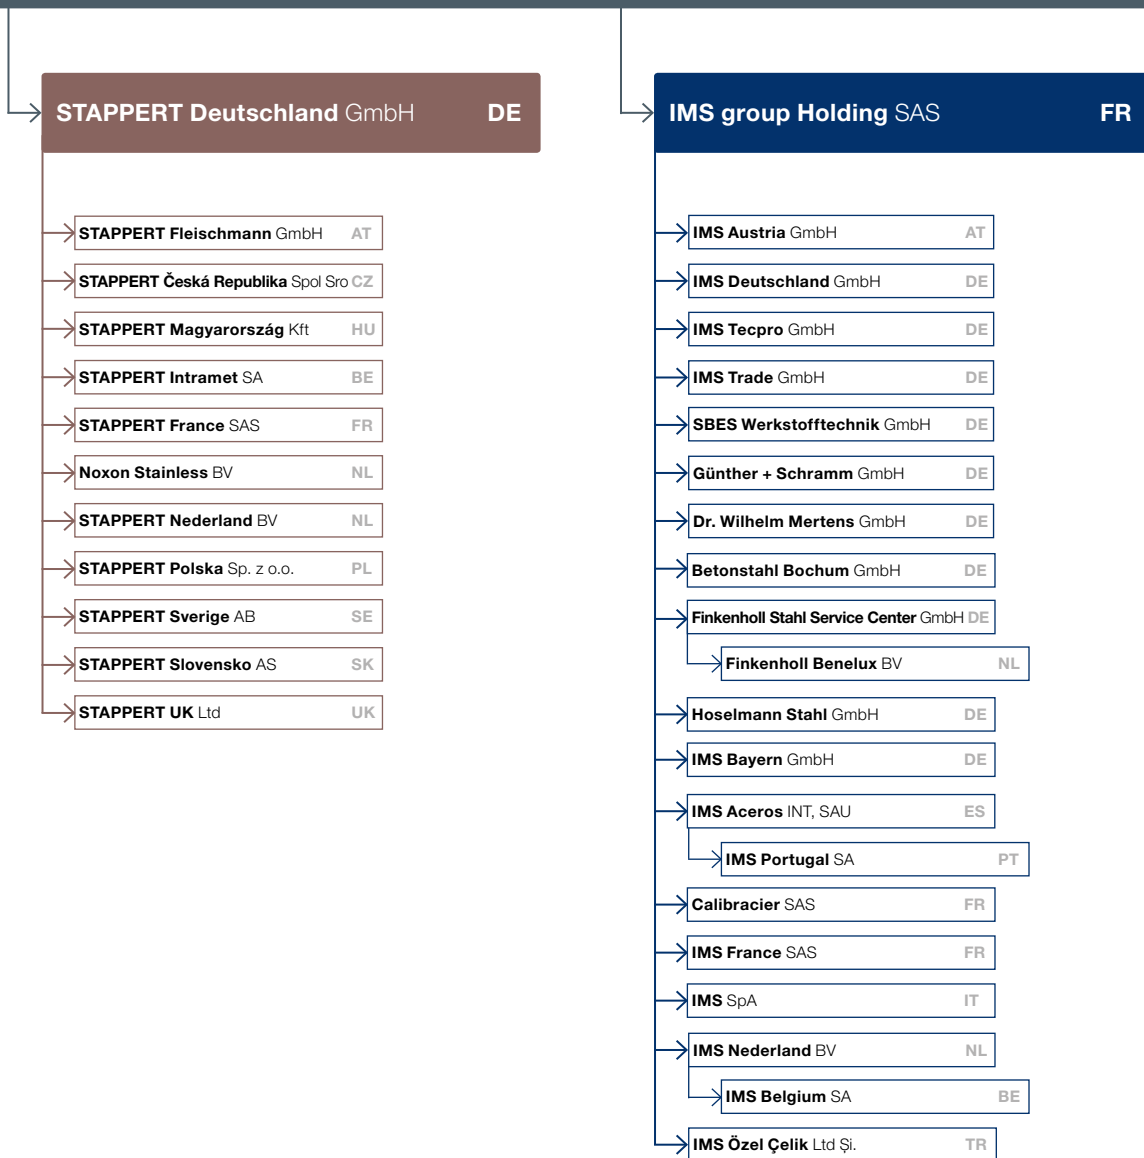 STAPPERT Deutschland GmbH DE
STAPPERT Fleischmann GmbH AT
STAPPERT Česká Republika Spol Sro CZ
STAPPERT Magyarország Kft HU
STAPPERT Intramet SA BE
STAPPERT France SAS FR
Noxon Stainless BV NL
STAPPERT Nederland BV NL
STAPPERT Polska Sp. z o.o. PL
STAPPERT Sverige AB SE
STAPPERT Slovensko AS SK
STAPPERT UK Ltd UK
IMS group Holding SAS FR
IMS Austria GmbH AT
IMS Deutschland GmbH DE
IMS Tecpro GmbH DE
IMS Trade GmbH DE
SBES Werkstofftechnik GmbH DE
Günther + Schramm GmbH DE
Dr. Wilhelm Mertens GmbH DE
Betonstahl Bochum GmbH DE
Finkenholl Stahl Service Center GmbH DE
Finkenholl Benelux BV NL
Hoselmann Stahl GmbH DE
IMS Bayern GmbH DE
IMS Aceros INT, SAU ES
IMS Portugal SA PT
Calibracier SAS FR
IMS France SAS FR
IMS SpA IT
IMS Nederland BV NL
IMS Belgium SA BE
IMS Özel Çelik Ltd Şi. TR